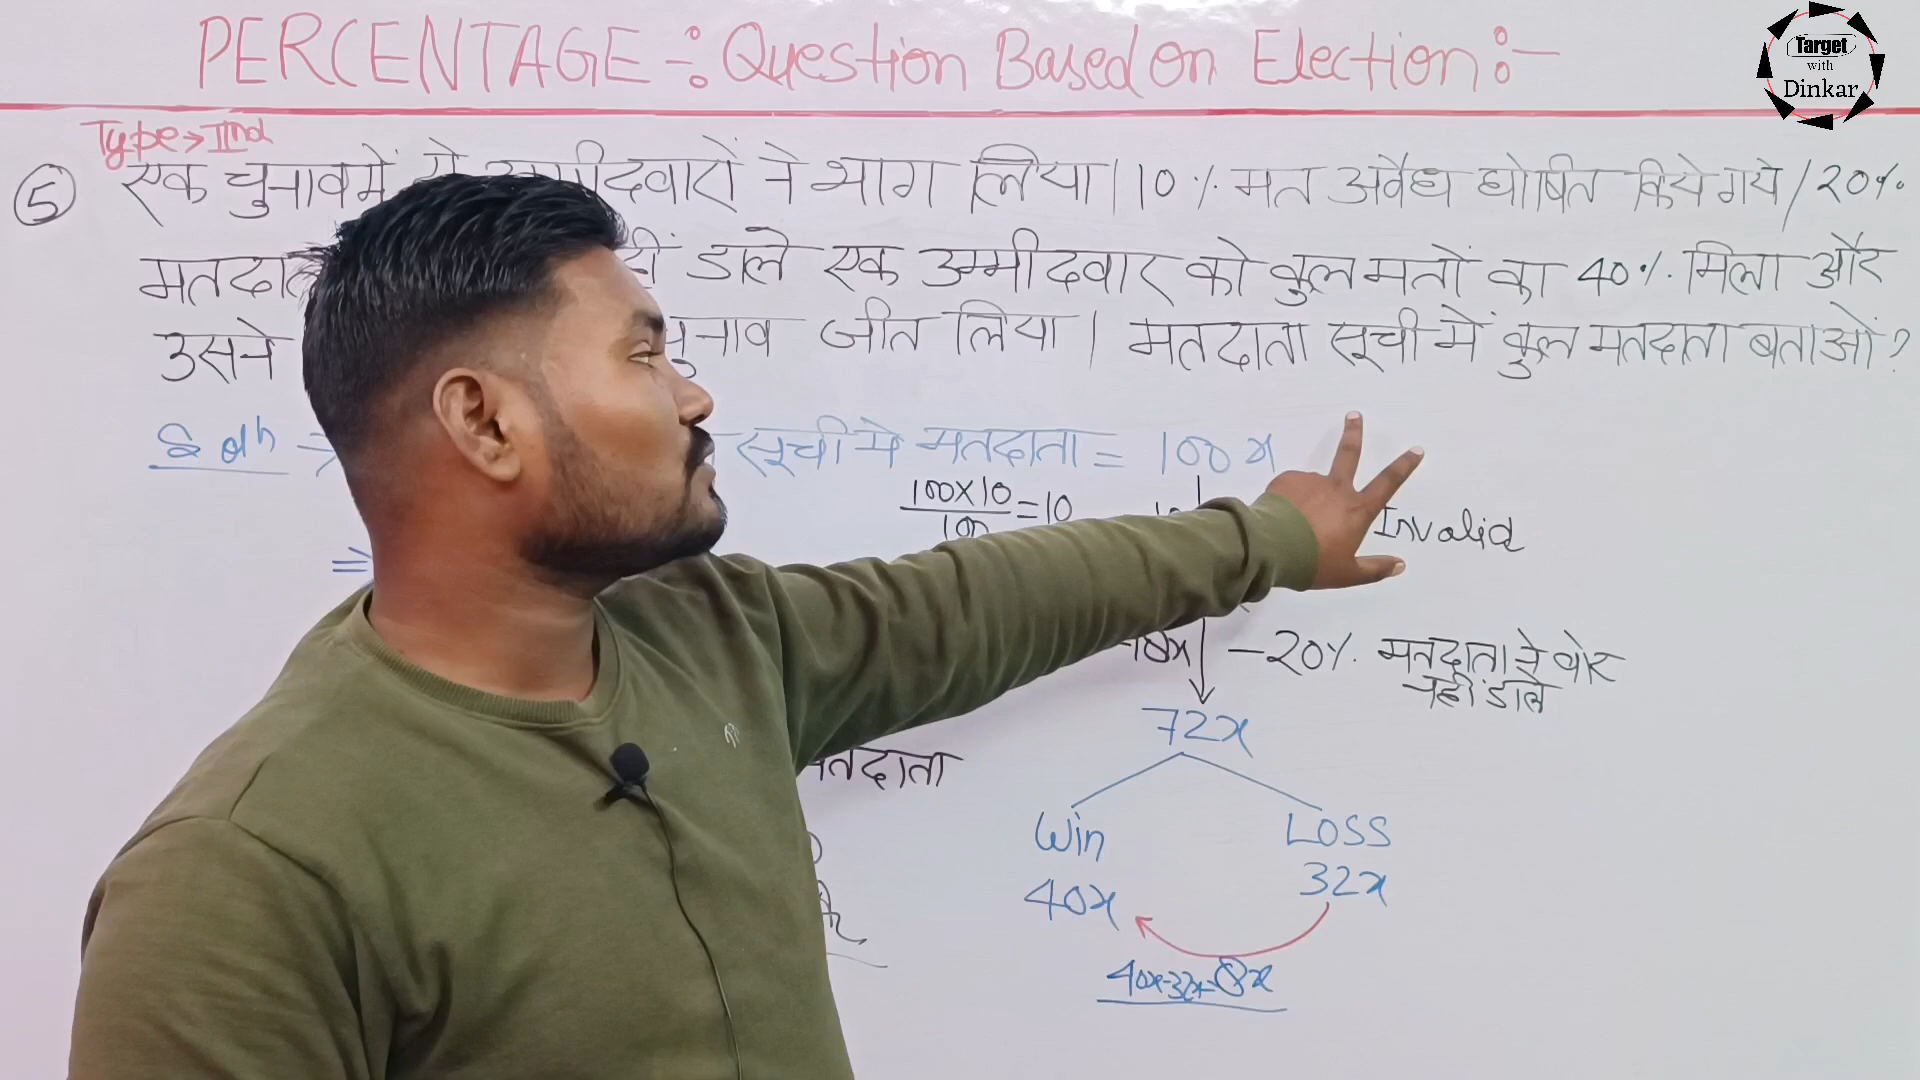 PERCENTAGE -: Question Based on Election :-
Target
with
Dinkar
Type → IInd
⑤ एक चुनाव में उम्मीदवारों ने भाग लिया। 10% मत अवैध घोषित किये गये / 20%
डाले एक उम्मीदवार को कुल मतों का 40% मिला और
उसने चुनाव जीत लिया। मतदाता सूची में कुल मतदाता बताओं?
Soln ⇒ सूची में मतदाता = 100x
100×10/100 = 10
Invalid
=
-18x - 20% मतदाता ने वोट
नहीं डाले
72x
मतदाता
Win Loss
40x 32x
40x-32x=8x